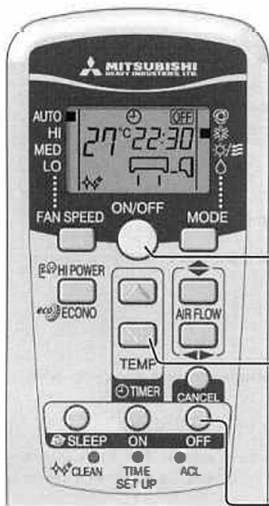 MITSUBISHI
HEAVY INDUSTRIES, LTD.
AUTO
HI
MED
LO
OFF
27°C 22:30
FAN SPEED
ON/OFF
MODE
HI POWER
eco ECONO
AIR FLOW
TEMP
TIMER
CANCEL
SLEEP
ON
OFF
CLEAN
TIME
SET UP
ACL